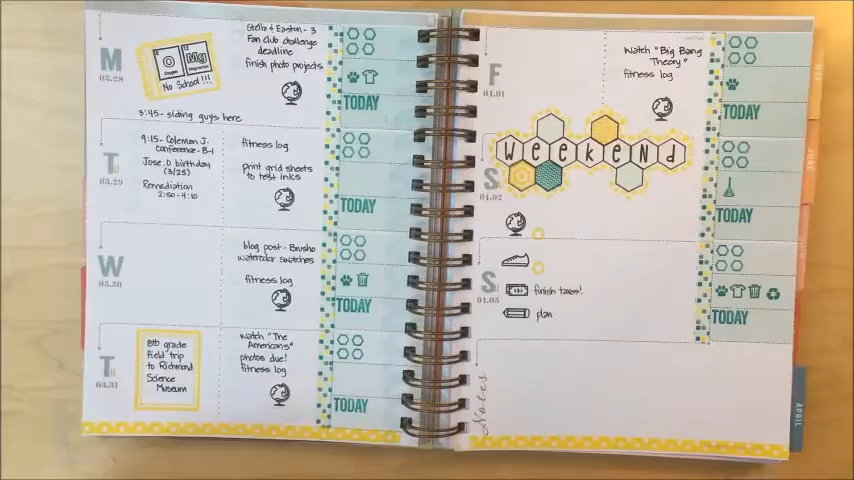 M
03.28
8
O
Oxygen
12
Mg
Magnesium
No School!!!
Stella & Easton - 3
Fan club challenge
deadline
finish photo projects
TODAY
3:45 - siding guys here
T
03.29
9:15 - Coleman J.
Conference - B-1
Jose D birthday
(3/25)
Remediation
2:50 - 4:10
fitness log
print grid sheets
to test inks
TODAY
W
03.30
blog post - Brusho
watercolor swatches
fitness log
TODAY
T
03.31
8th grade
field trip
to Richmond
Science
Museum
Watch "The
Americans"
photos due!
fitness log
TODAY
F
04.01
Watch "Big Bang
Theory"
fitness log
TODAY
Weekend
S
04.02
TODAY
S
04.03
finish taxes!
plan
TODAY
Notes
JUNE
APRIL